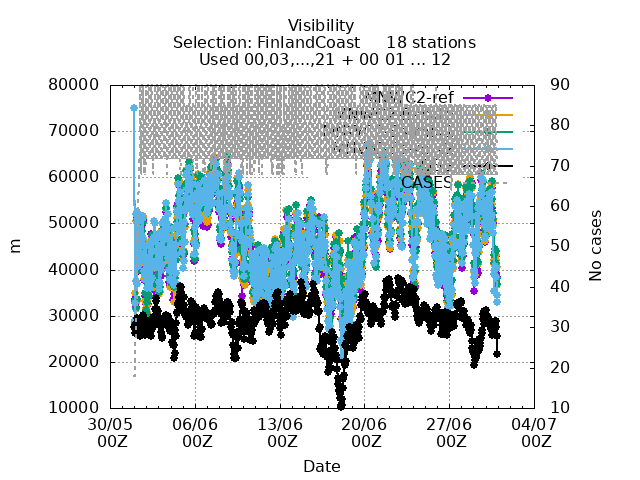 Visibility
Selection: FinlandCoast     18 stations
Used 00,03,...,21 + 00 01 ... 12
80000
70000
60000
50000
40000
30000
20000
10000
m
90
80
70
60
50
40
30
20
10
No cases
CASES
30/05 06/06 13/06 20/06 27/06 04/07
00Z 00Z 00Z 00Z 00Z 00Z
Date